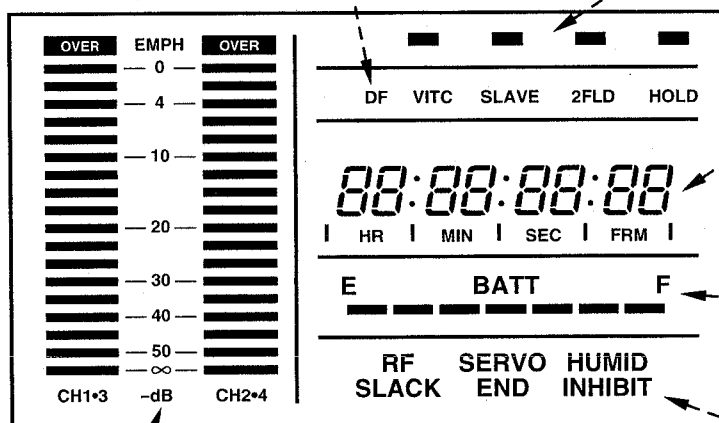 OVER EMPH OVER
0
4
10
20
30
40
50
∞
CH1•3 –dB CH2•4
DF VITC SLAVE 2FLD HOLD
88:88:88:88
HR MIN SEC FRM
E BATT F
RF SERVO HUMID
SLACK END INHIBIT